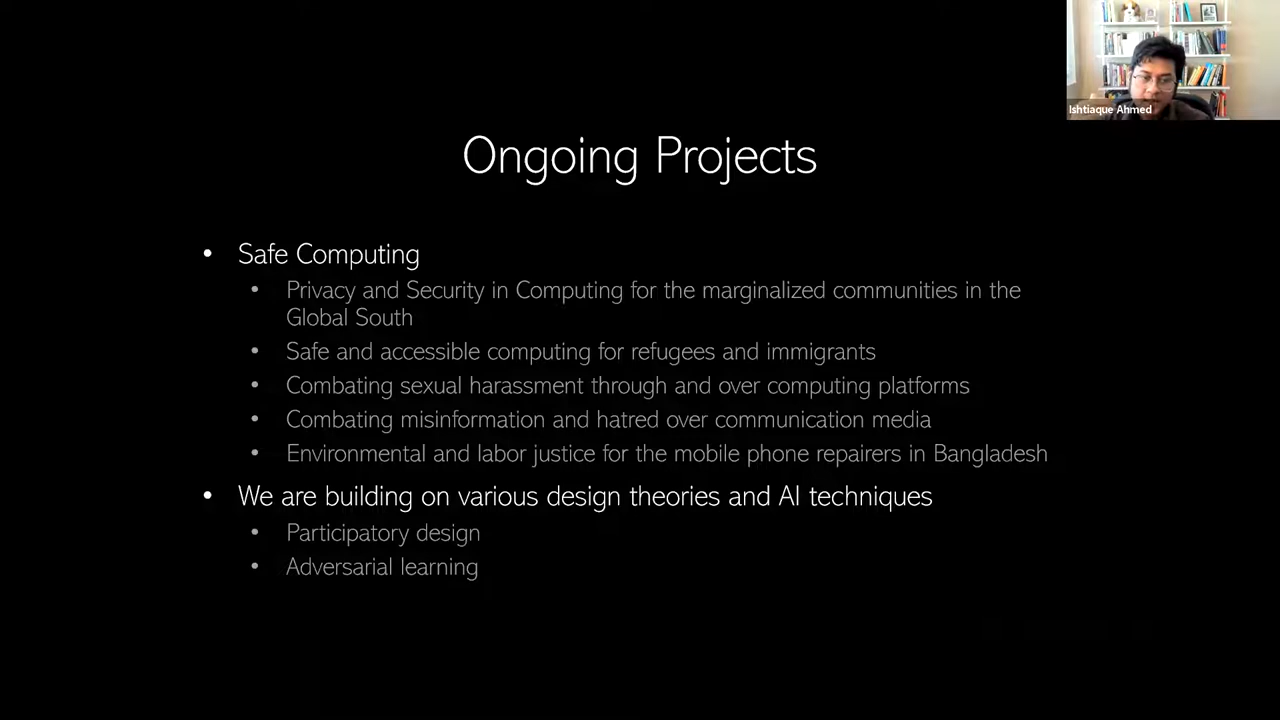 Ishtiaque Ahmed
Ongoing Projects
• Safe Computing
• Privacy and Security in Computing for the marginalized communities in the
Global South
• Safe and accessible computing for refugees and immigrants
• Combating sexual harassment through and over computing platforms
• Combating misinformation and hatred over communication media
• Environmental and labor justice for the mobile phone repairers in Bangladesh
• We are building on various design theories and AI techniques
• Participatory design
• Adversarial learning